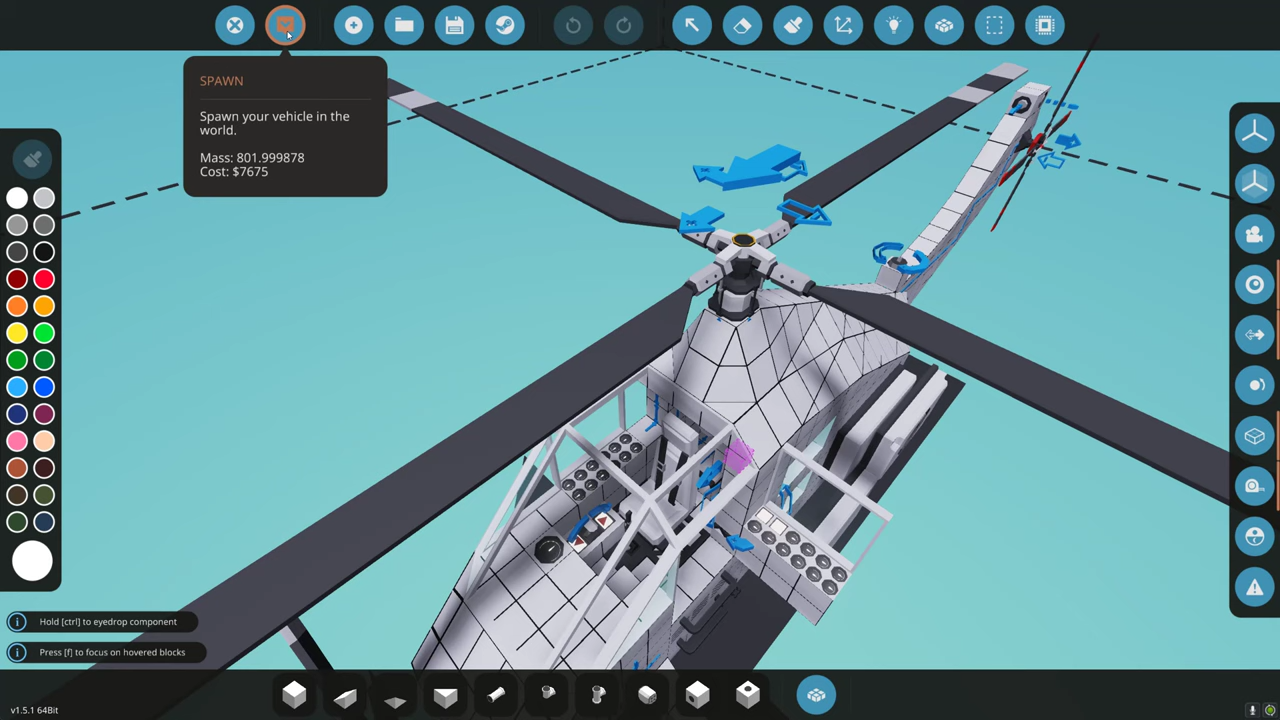 SPAWN
Spawn your vehicle in the
world.
Mass: 801.999878
Cost: $7675
Hold [ctrl] to eyedrop component
Press [f] to focus on hovered blocks
v1.5.1 64Bit